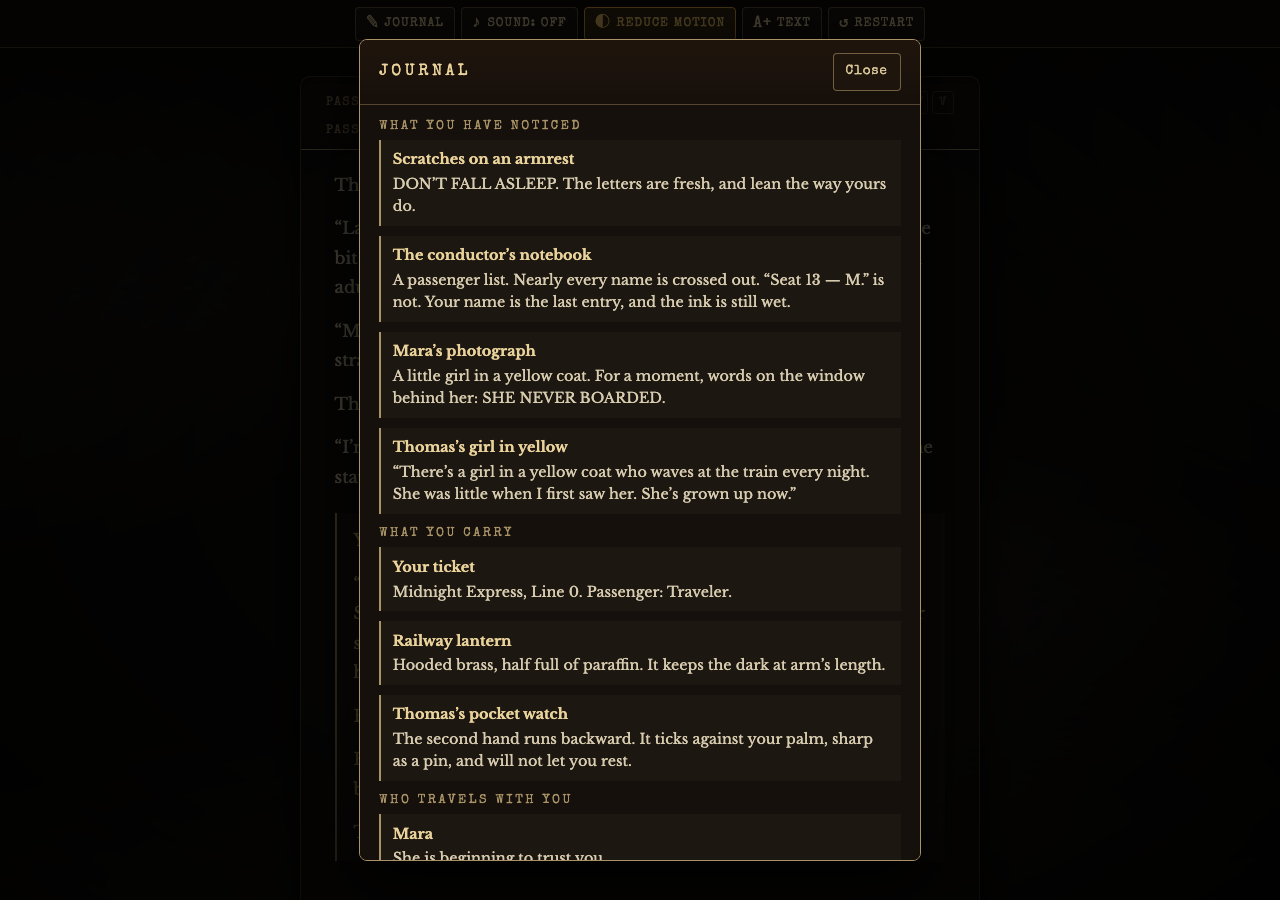 JOURNAL
SOUND: OFF
REDUCE MOTION
A+ TEXT
RESTART
JOURNAL
Close
WHAT YOU HAVE NOTICED
Scratches on an armrest
DON’T FALL ASLEEP. The letters are fresh, and lean the way yours
do.
The conductor’s notebook
A passenger list. Nearly every name is crossed out. “Seat 13 — M.” is
not. Your name is the last entry, and the ink is still wet.
Mara’s photograph
A little girl in a yellow coat. For a moment, words on the window
behind her: SHE NEVER BOARDED.
Thomas’s girl in yellow
“There’s a girl in a yellow coat who waves at the train every night.
She was little when I first saw her. She’s grown up now.”
WHAT YOU CARRY
Your ticket
Midnight Express, Line 0. Passenger: Traveler.
Railway lantern
Hooded brass, half full of paraffin. It keeps the dark at arm’s length.
Thomas’s pocket watch
The second hand runs backward. It ticks against your palm, sharp
as a pin, and will not let you rest.
WHO TRAVELS WITH YOU
Mara
She is beginning to trust you.